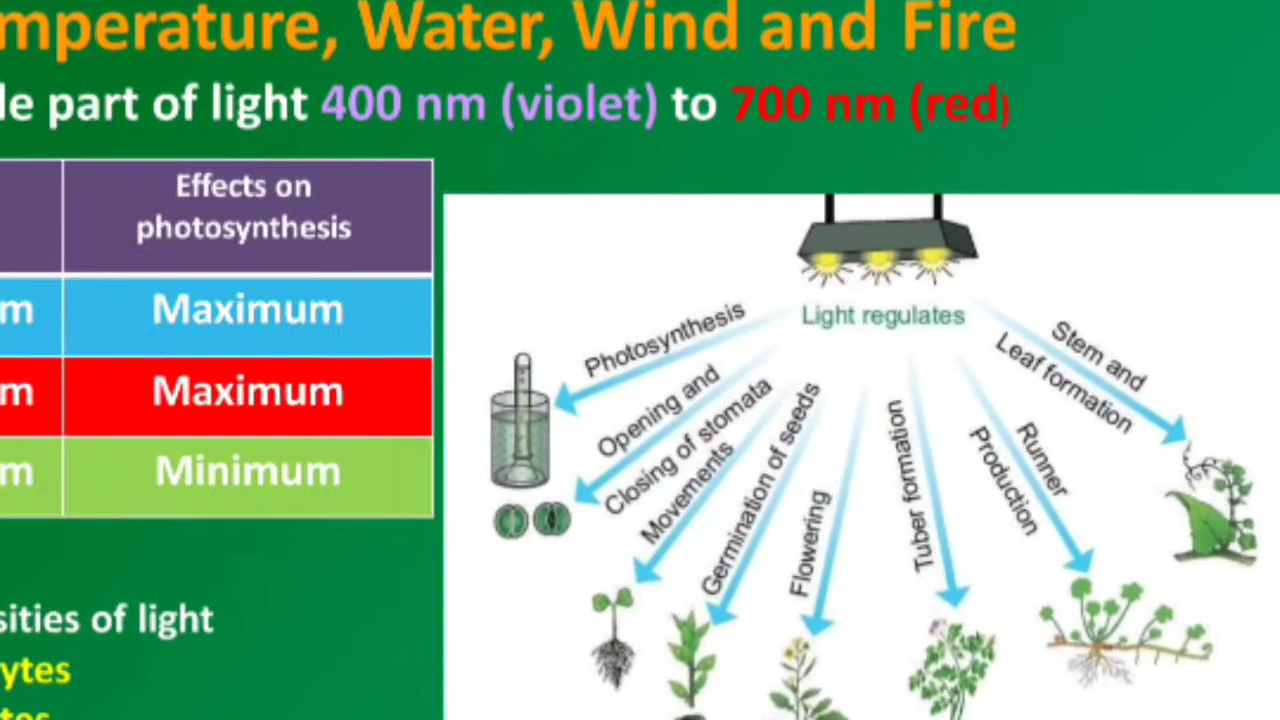 mperature, Water, Wind and Fire
le part of light 400 nm (violet) to 700 nm (red)
Effects on
photosynthesis
m Maximum
m Maximum
m Minimum
sities of light
ytes
Light regulates
Photosynthesis
Opening and
Closing of stomata
Movements
Germination of seeds
Flowering
Tuber formation
Runner
Production
Stem and
Leaf formation